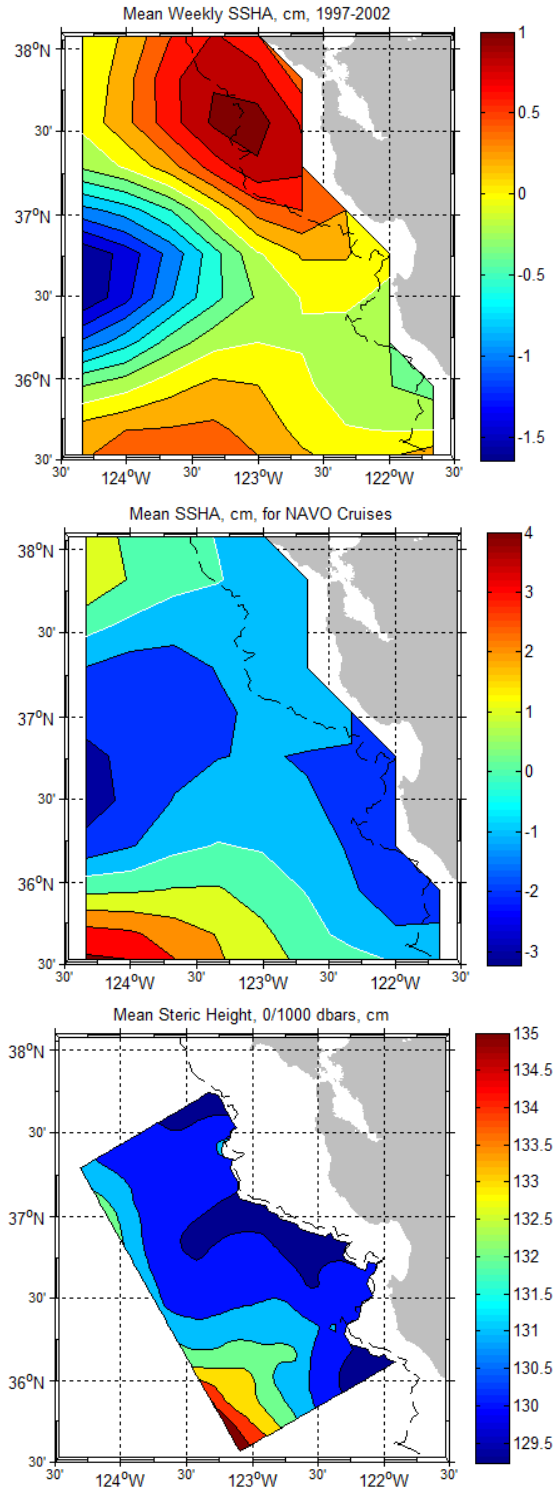 Mean Weekly SSHA, cm, 1997-2002
38°N
30'
37°N
30'
36°N
30'
30' 124°W 30' 123°W 30' 122°W 30'
1
0.5
0
-0.5
-1
-1.5
Mean SSHA, cm, for NAVO Cruises
38°N
30'
37°N
30'
36°N
30'
30' 124°W 30' 123°W 30' 122°W 30'
4
3
2
1
0
-1
-2
-3
Mean Steric Height, 0/1000 dbars, cm
38°N
30'
37°N
30'
36°N
30'
30' 124°W 30' 123°W 30' 122°W 30'
135
134.5
134
133.5
133
132.5
132
131.5
131
130.5
130
129.5